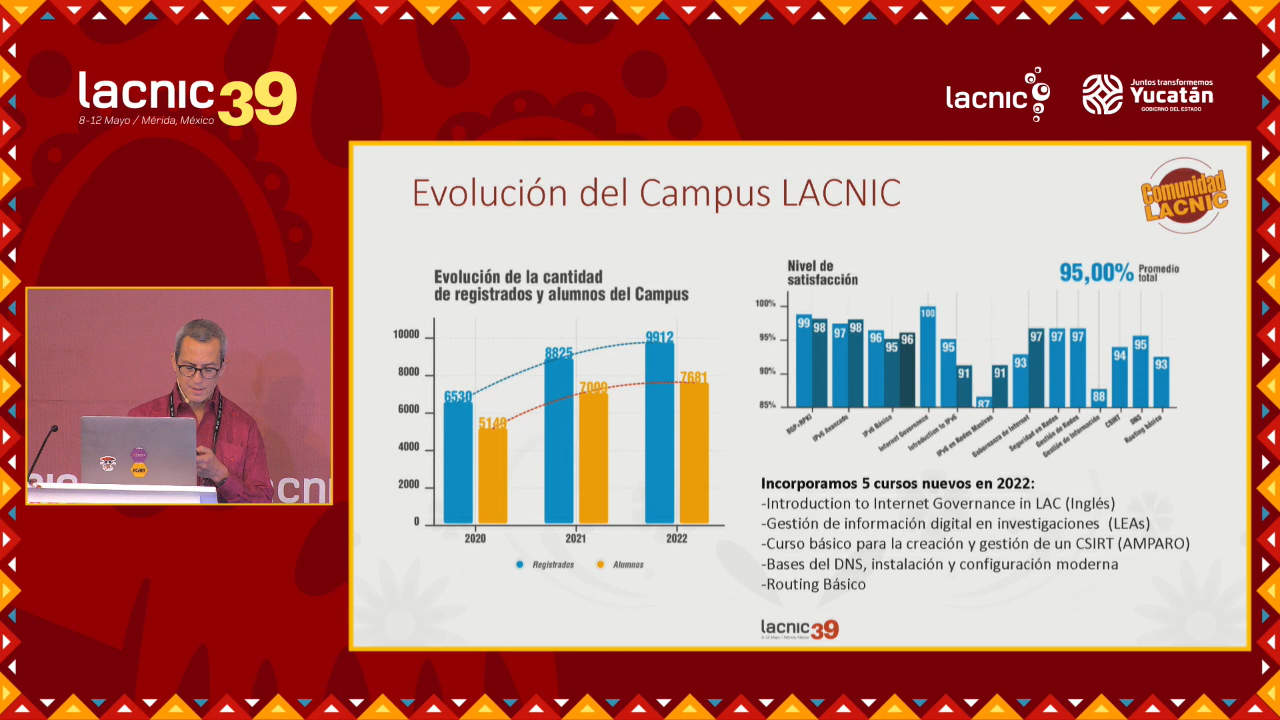 lacnic39
8-12 Mayo / Mérida, México
lacnic
Juntos transformemos
Yucatán
GOBIERNO DEL ESTADO
Evolución del Campus LACNIC
Comunidad
LACNIC
Evolución de la cantidad
de registrados y alumnos del Campus
10000
8000
6000
4000
2000
0
6530
5149
8825
7099
9912
7681
2020
2021
2022
Registrados
Alumnos
Nivel de
satisfacción
95,00% Promedio
total
100%
95%
90%
85%
99
98
97
98
96
95
96
100
95
91
87
91
93
97
97
97
88
94
95
93
BGP+RPKI
IPv6 Avanzado
IPv6 Básico
Internet Governance
Introduction to IPv6
IPv6 en Redes Masivas
Gobernanza de Internet
Seguridad en Redes
Gestión de Redes
Gestión de Información
CSIRT
DNS
Routing básico
Incorporamos 5 cursos nuevos en 2022:
-Introduction to Internet Governance in LAC (Inglés)
-Gestión de información digital en investigaciones (LEAs)
-Curso básico para la creación y gestión de un CSIRT (AMPARO)
-Bases del DNS, instalación y configuración moderna
-Routing Básico
lacnic39
8-12 Mayo / Mérida, México